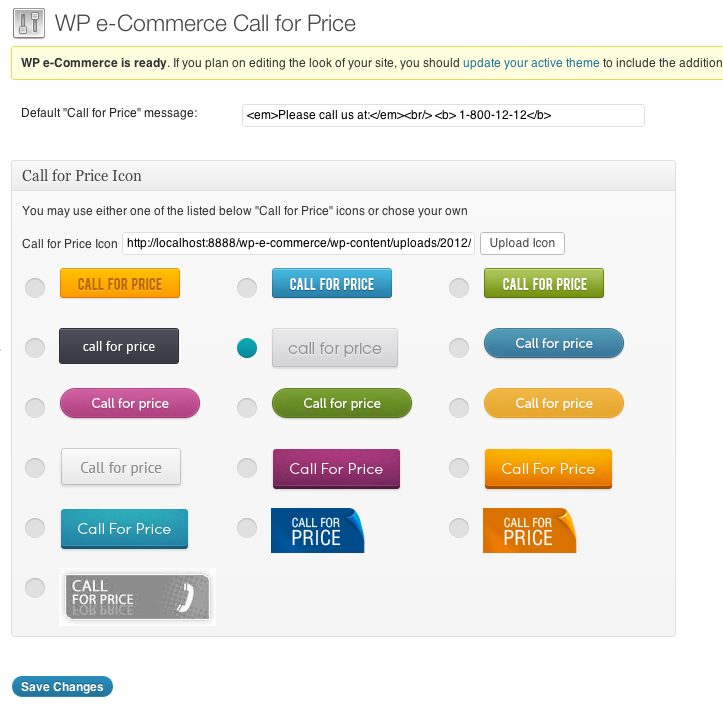 WP e-Commerce Call for Price
WP e-Commerce is ready. If you plan on editing the look of your site, you should update your active theme to include the addition
Default "Call for Price" message: <em>Please call us at:</em><br/> <b> 1-800-12-12</b>
Call for Price Icon
You may use either one of the listed below "Call for Price" icons or chose your own
Call for Price Icon http://localhost:8888/wp-e-commerce/wp-content/uploads/2012/ Upload Icon
CALL FOR PRICE CALL FOR PRICE CALL FOR PRICE
call for price call for price Call for price
Call for price Call for price Call for price
Call for price Call For Price Call For Price
Call For Price CALL FOR PRICE CALL FOR PRICE
CALL
FOR PRICE
Save Changes